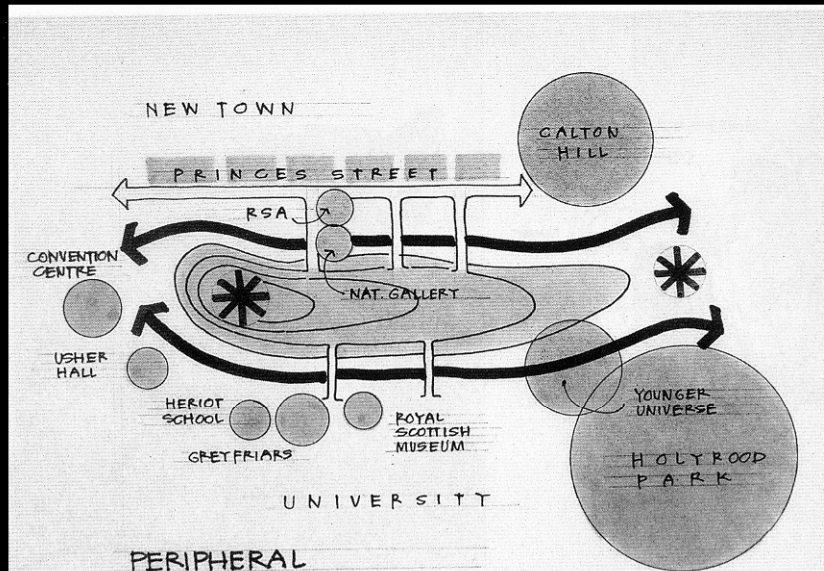 NEW TOWN
CALTON
HILL
PRINCES STREET
RSA
CONVENTION
CENTRE
NAT. GALLERY
USHER
HALL
HERIOT
SCHOOL
GREYFRIARS
ROYAL
SCOTTISH
MUSEUM
YOUNGER
UNIVERSE
HOLYROOD
PARK
UNIVERSITY
PERIPHERAL